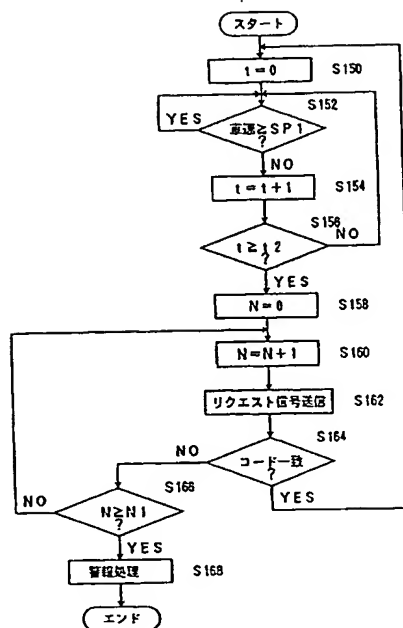 スタート
t=0
S150
S152
YES
車速≧SP1
?
NO
t=t+1
S154
S156
NO
t≧t2
?
YES
N=0
S158
N=N+1
S160
リクエスト信号送信
S162
S164
NO
コード一致
?
YES
S166
NO
N≧N1
?
YES
警報処理
S168
エンド